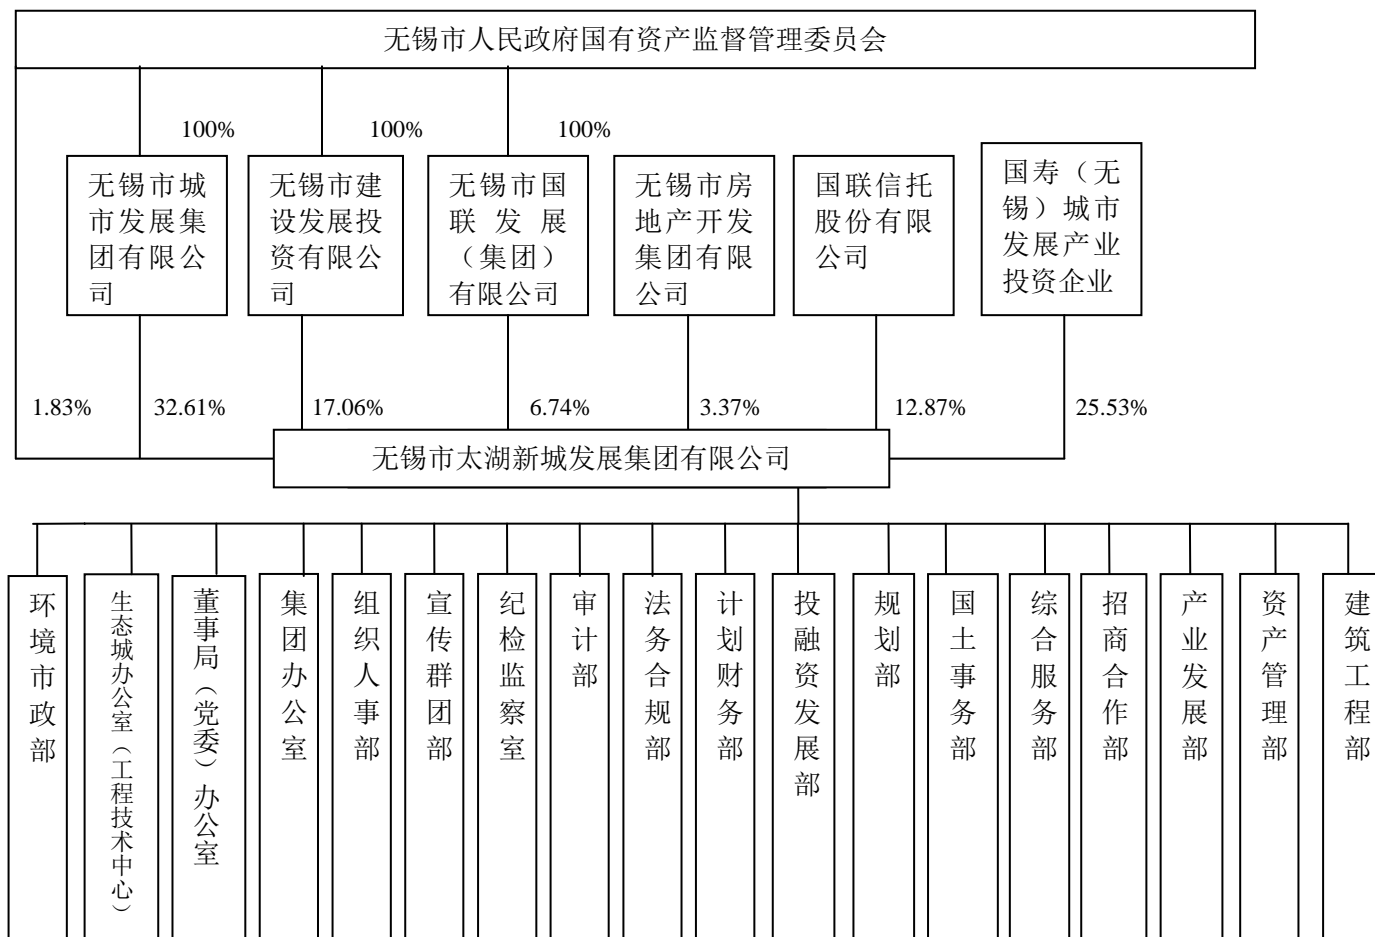 无锡市人民政府国有资产监督管理委员会
100%
100%
100%
无锡市城
市发展集
团有限公
司
无锡市建
设发展投
资有限公
司
无锡市国
联发展
（集团）
有限公司
无锡市房
地产开发
集团有限
公司
国联信托
股份有限
公司
国寿（无
锡）城市
发展产业
投资企业
1.83%
32.61%
17.06%
6.74%
3.37%
12.87%
25.53%
无锡市太湖新城发展集团有限公司
环境市政部
生态城办公室（工程技术中心）
董事局（党委）办公室
集团办公室
组织人事部
宣传群团部
纪检监察室
审计部
法务合规部
计划财务部
投融资发展部
规划部
国土事务部
综合服务部
招商合作部
产业发展部
资产管理部
建筑工程部